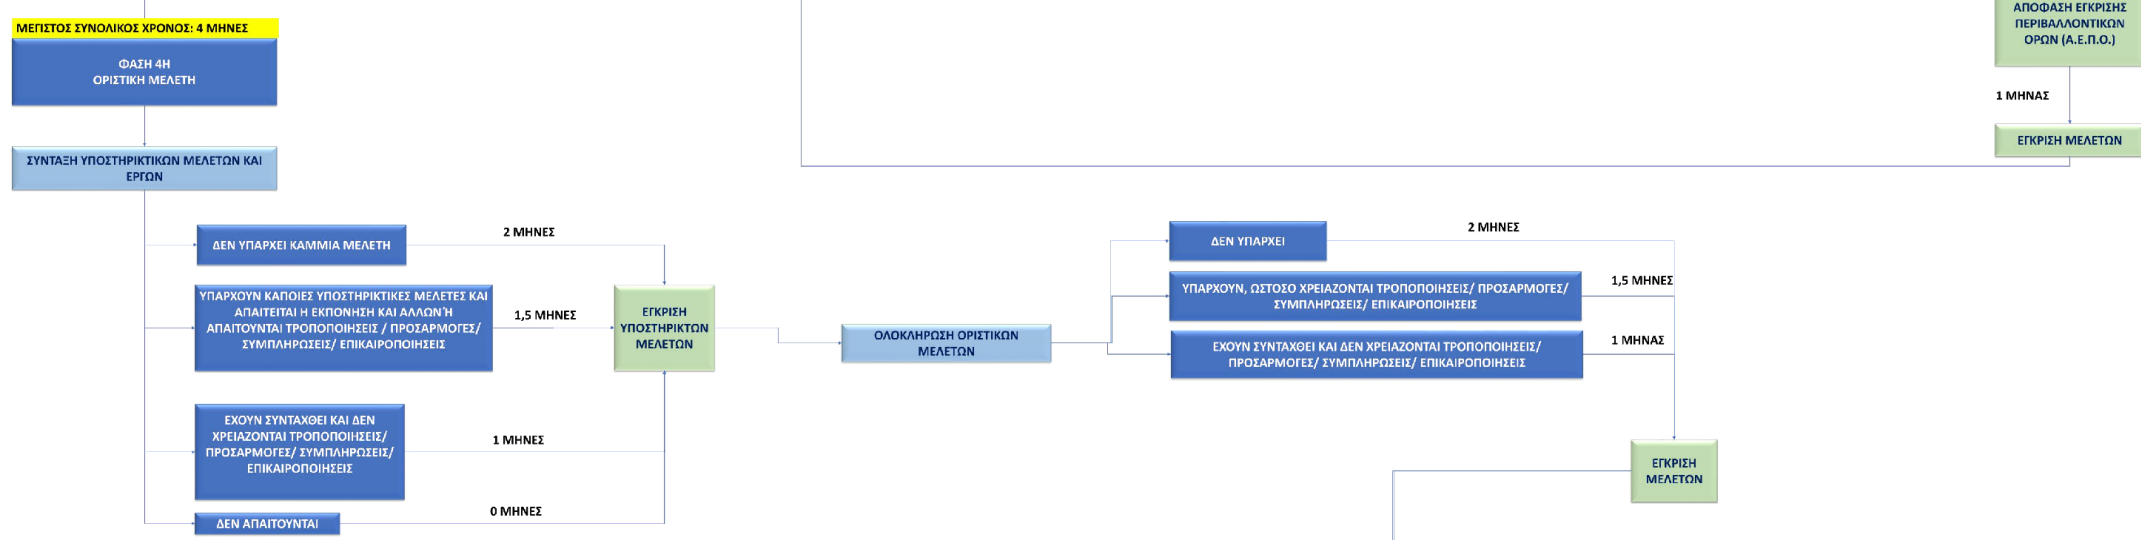 ΜΕΓΙΣΤΟΣ ΣΥΝΟΛΙΚΟΣ ΧΡΟΝΟΣ: 4 ΜΗΝΕΣ
ΦΑΣΗ 4Η
ΟΡΙΣΤΙΚΗ ΜΕΛΕΤΗ
ΣΥΝΤΑΞΗ ΥΠΟΣΤΗΡΙΚΤΙΚΩΝ ΜΕΛΕΤΩΝ ΚΑΙ
ΕΡΓΩΝ
ΔΕΝ ΥΠΑΡΧΕΙ ΚΑΜΜΙΑ ΜΕΛΕΤΗ
2 ΜΗΝΕΣ
ΥΠΑΡΧΟΥΝ ΚΑΠΟΙΕΣ ΥΠΟΣΤΗΡΙΚΤΙΚΕΣ ΜΕΛΕΤΕΣ ΚΑΙ
ΑΠΑΙΤΕΙΤΑΙ Η ΕΚΠΟΝΗΣΗ ΚΑΙ ΑΛΛΩΝ Ή
ΑΠΑΙΤΟΥΝΤΑΙ ΤΡΟΠΟΠΟΙΗΣΕΙΣ / ΠΡΟΣΑΡΜΟΓΕΣ/
ΣΥΜΠΛΗΡΩΣΕΙΣ/ ΕΠΙΚΑΙΡΟΠΟΙΗΣΕΙΣ
1,5 ΜΗΝΕΣ
ΕΧΟΥΝ ΣΥΝΤΑΧΘΕΙ ΚΑΙ ΔΕΝ
ΧΡΕΙΑΖΟΝΤΑΙ ΤΡΟΠΟΠΟΙΗΣΕΙΣ/
ΠΡΟΣΑΡΜΟΓΕΣ/ ΣΥΜΠΛΗΡΩΣΕΙΣ/
ΕΠΙΚΑΙΡΟΠΟΙΗΣΕΙΣ
1 ΜΗΝΕΣ
ΔΕΝ ΑΠΑΙΤΟΥΝΤΑΙ
0 ΜΗΝΕΣ
ΕΓΚΡΙΣΗ
ΥΠΟΣΤΗΡΙΚΤΩΝ
ΜΕΛΕΤΩΝ
ΟΛΟΚΛΗΡΩΣΗ ΟΡΙΣΤΙΚΩΝ
ΜΕΛΕΤΩΝ
ΔΕΝ ΥΠΑΡΧΕΙ
2 ΜΗΝΕΣ
ΥΠΑΡΧΟΥΝ, ΩΣΤΟΣΟ ΧΡΕΙΑΖΟΝΤΑΙ ΤΡΟΠΟΠΟΙΗΣΕΙΣ/ ΠΡΟΣΑΡΜΟΓΕΣ/
ΣΥΜΠΛΗΡΩΣΕΙΣ/ ΕΠΙΚΑΙΡΟΠΟΙΗΣΕΙΣ
1,5 ΜΗΝΕΣ
ΕΧΟΥΝ ΣΥΝΤΑΧΘΕΙ ΚΑΙ ΔΕΝ ΧΡΕΙΑΖΟΝΤΑΙ ΤΡΟΠΟΠΟΙΗΣΕΙΣ/
ΠΡΟΣΑΡΜΟΓΕΣ/ ΣΥΜΠΛΗΡΩΣΕΙΣ/ ΕΠΙΚΑΙΡΟΠΟΙΗΣΕΙΣ
1 ΜΗΝΑΣ
ΕΓΚΡΙΣΗ
ΜΕΛΕΤΩΝ
ΑΠΟΦΑΣΗ ΕΓΚΡΙΣΗΣ
ΠΕΡΙΒΑΛΛΟΝΤΙΚΩΝ
ΟΡΩΝ (Α.Ε.Π.Ο.)
1 ΜΗΝΑΣ
ΕΓΚΡΙΣΗ ΜΕΛΕΤΩΝ